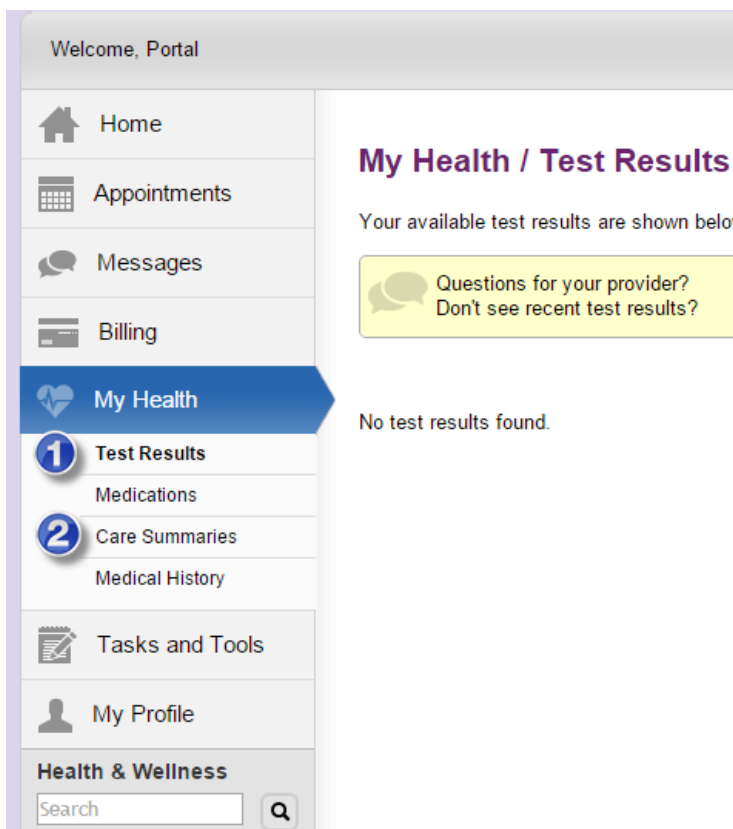 Welcome, Portal
Home
Appointments
Messages
Billing
My Health
1 Test Results
Medications
2 Care Summaries
Medical History
Tasks and Tools
My Profile
Health & Wellness
Search
My Health / Test Results
Your available test results are shown belo
Questions for your provider?
Don't see recent test results?
No test results found.